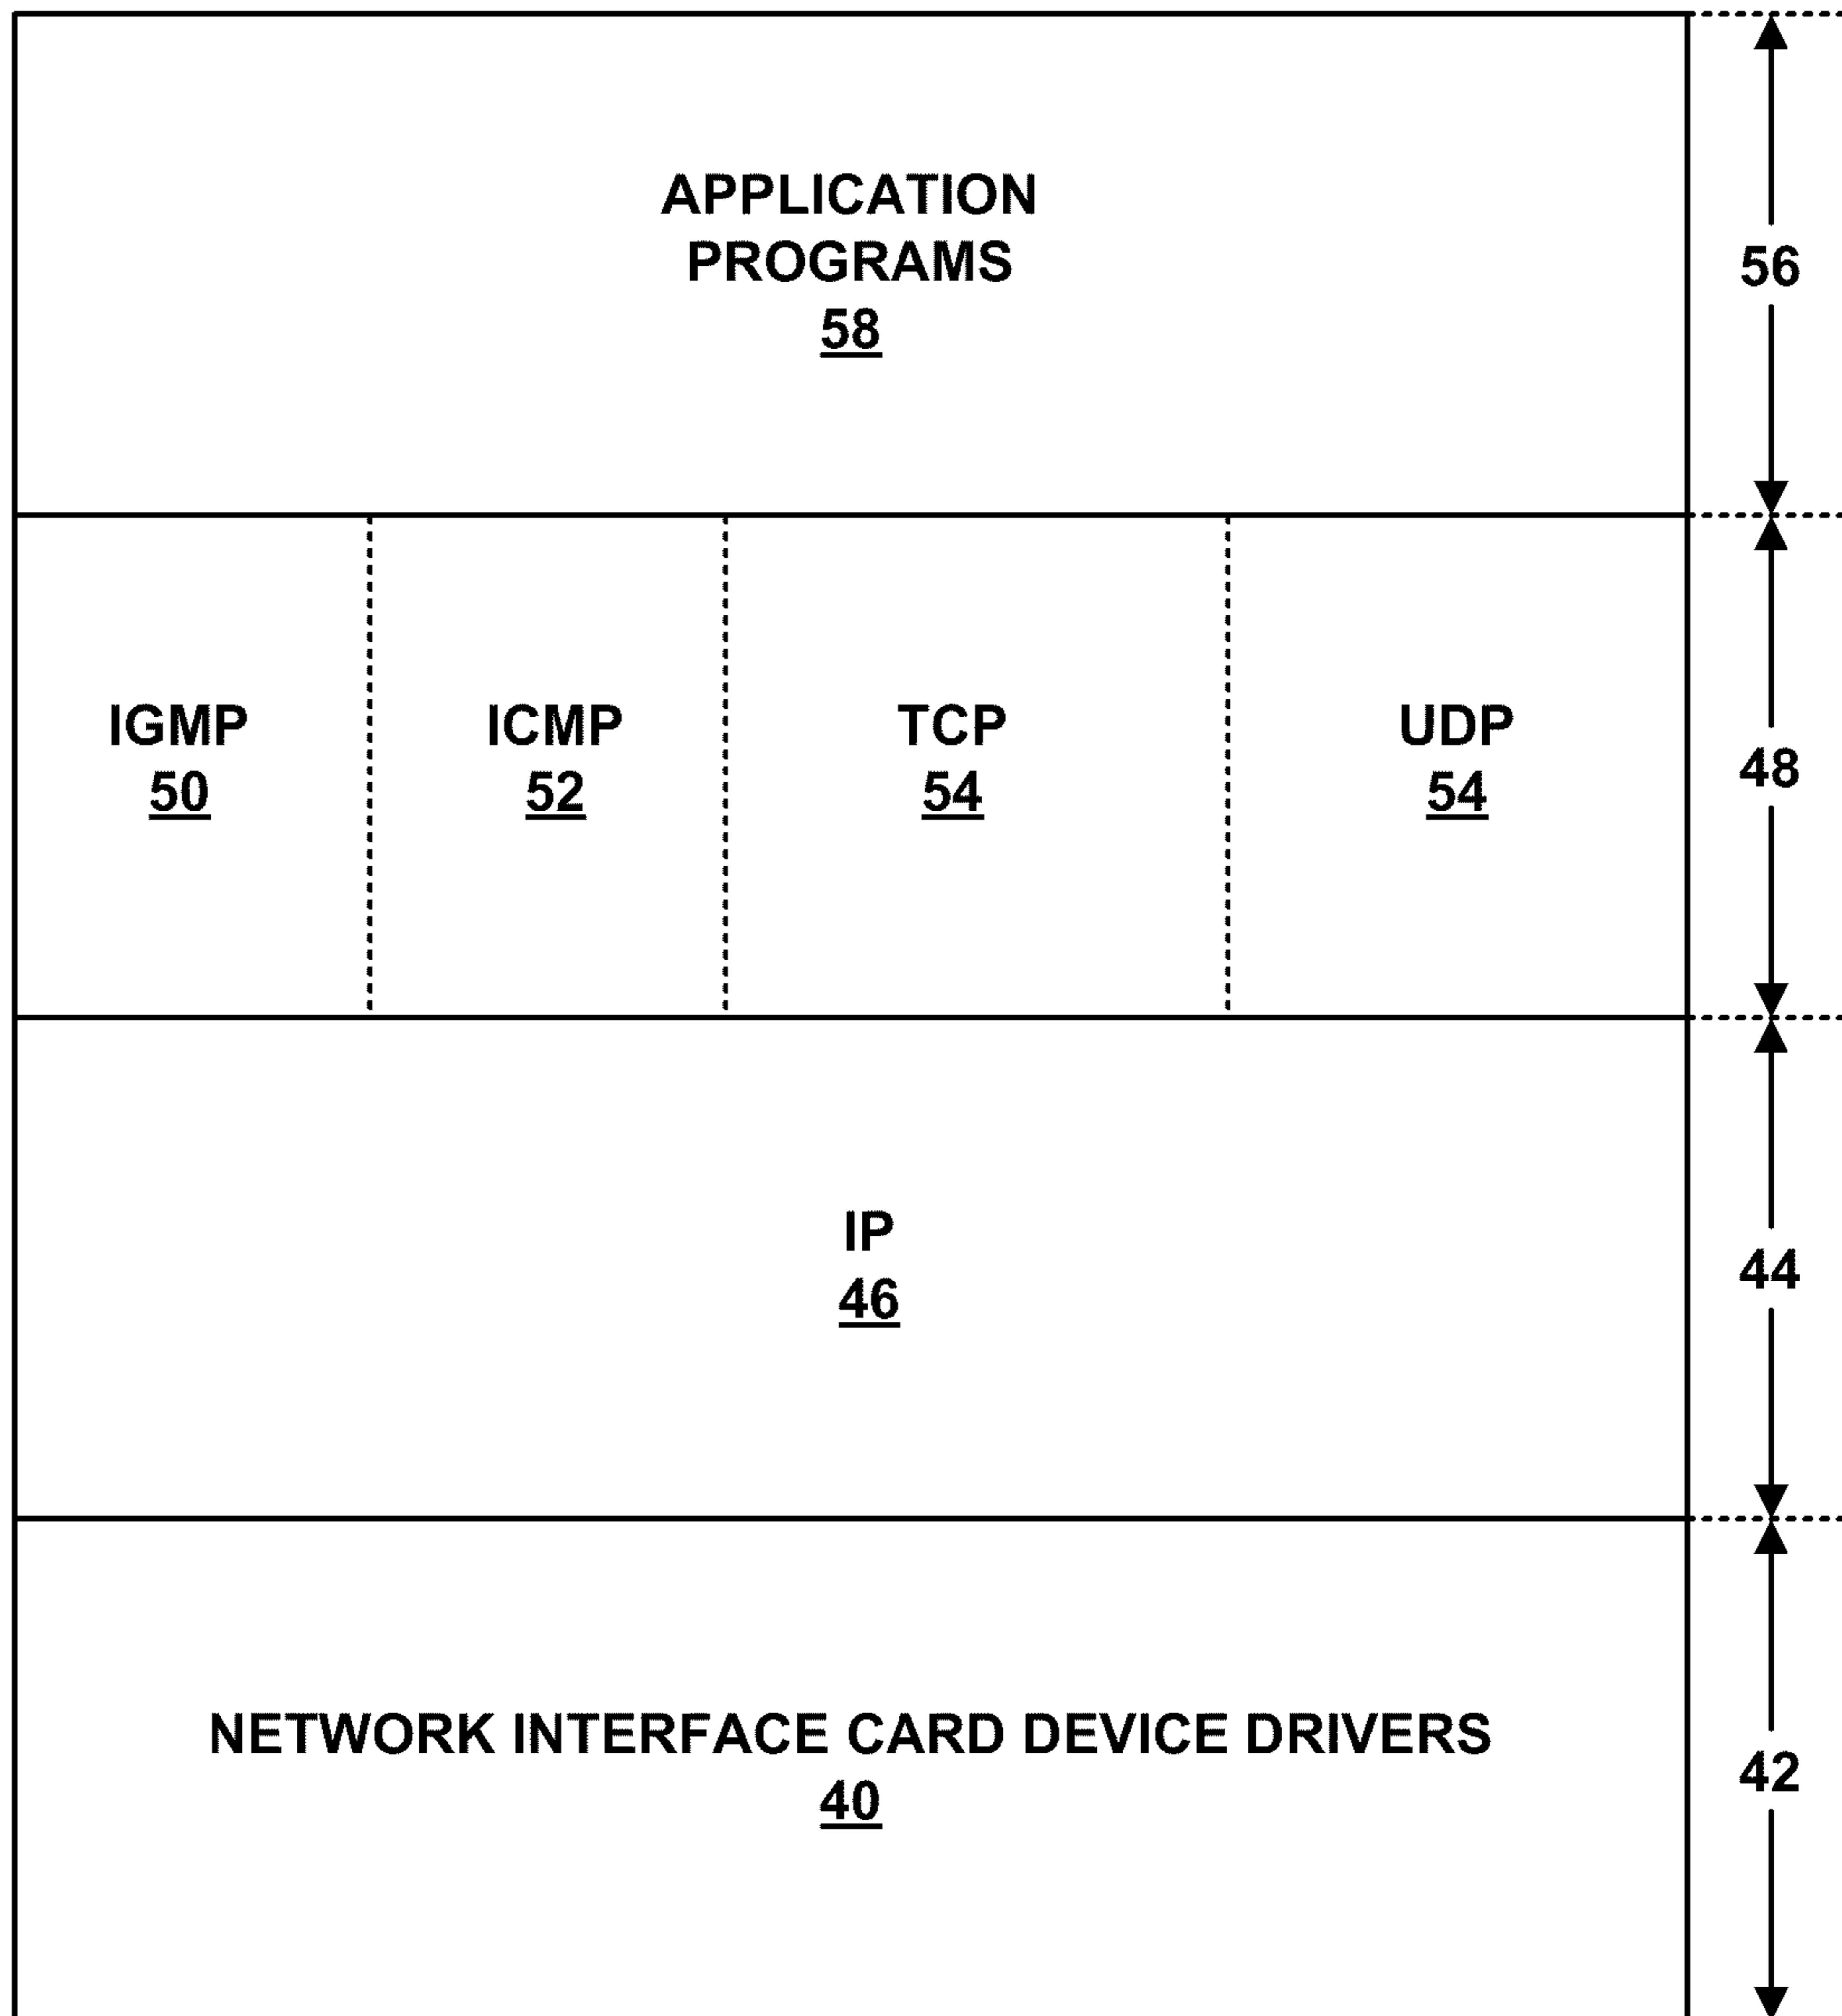 APPLICATION
PROGRAMS
58
56
IGMP
50
ICMP
52
TCP
54
UDP
54
48
IP
46
44
NETWORK INTERFACE CARD DEVICE DRIVERS
40
42